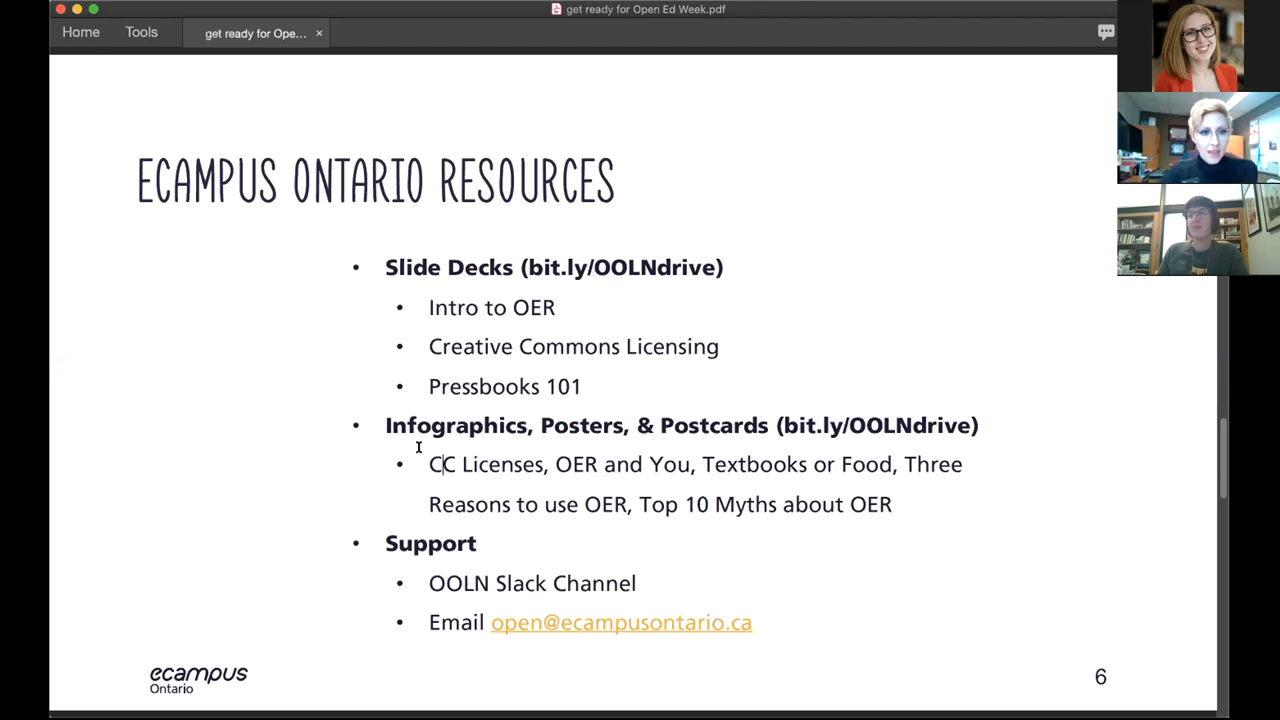 get ready for Open Ed Week.pdf
Home Tools get ready for Ope... ×
ECAMPUS ONTARIO RESOURCES
• Slide Decks (bit.ly/OOLNdrive)
• Intro to OER
• Creative Commons Licensing
• Pressbooks 101
• Infographics, Posters, & Postcards (bit.ly/OOLNdrive)
• CC Licenses, OER and You, Textbooks or Food, Three
Reasons to use OER, Top 10 Myths about OER
• Support
• OOLN Slack Channel
• Email open@ecampusontario.ca
ecampus
Ontario
6